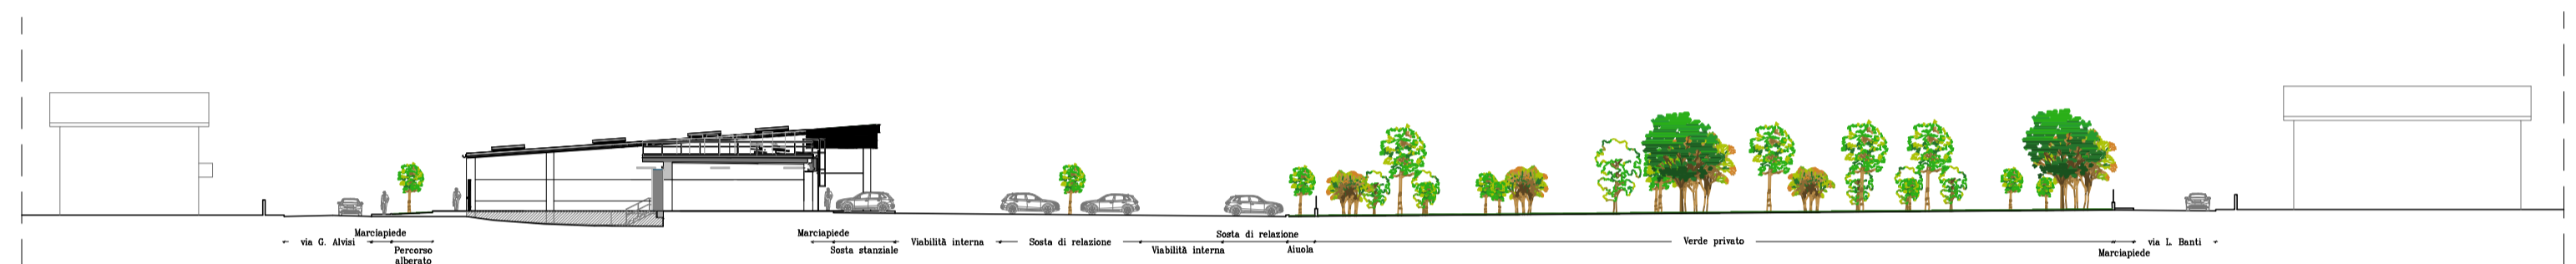 via G. Alvisi
Marciapiede
Percorso
alberato
Marciapiede
Sosta stanziale
Viabilità interna
Sosta di relazione
Viabilità interna
Sosta di relazione
Aiuola
Verde privato
Marciapiede
via L. Banti